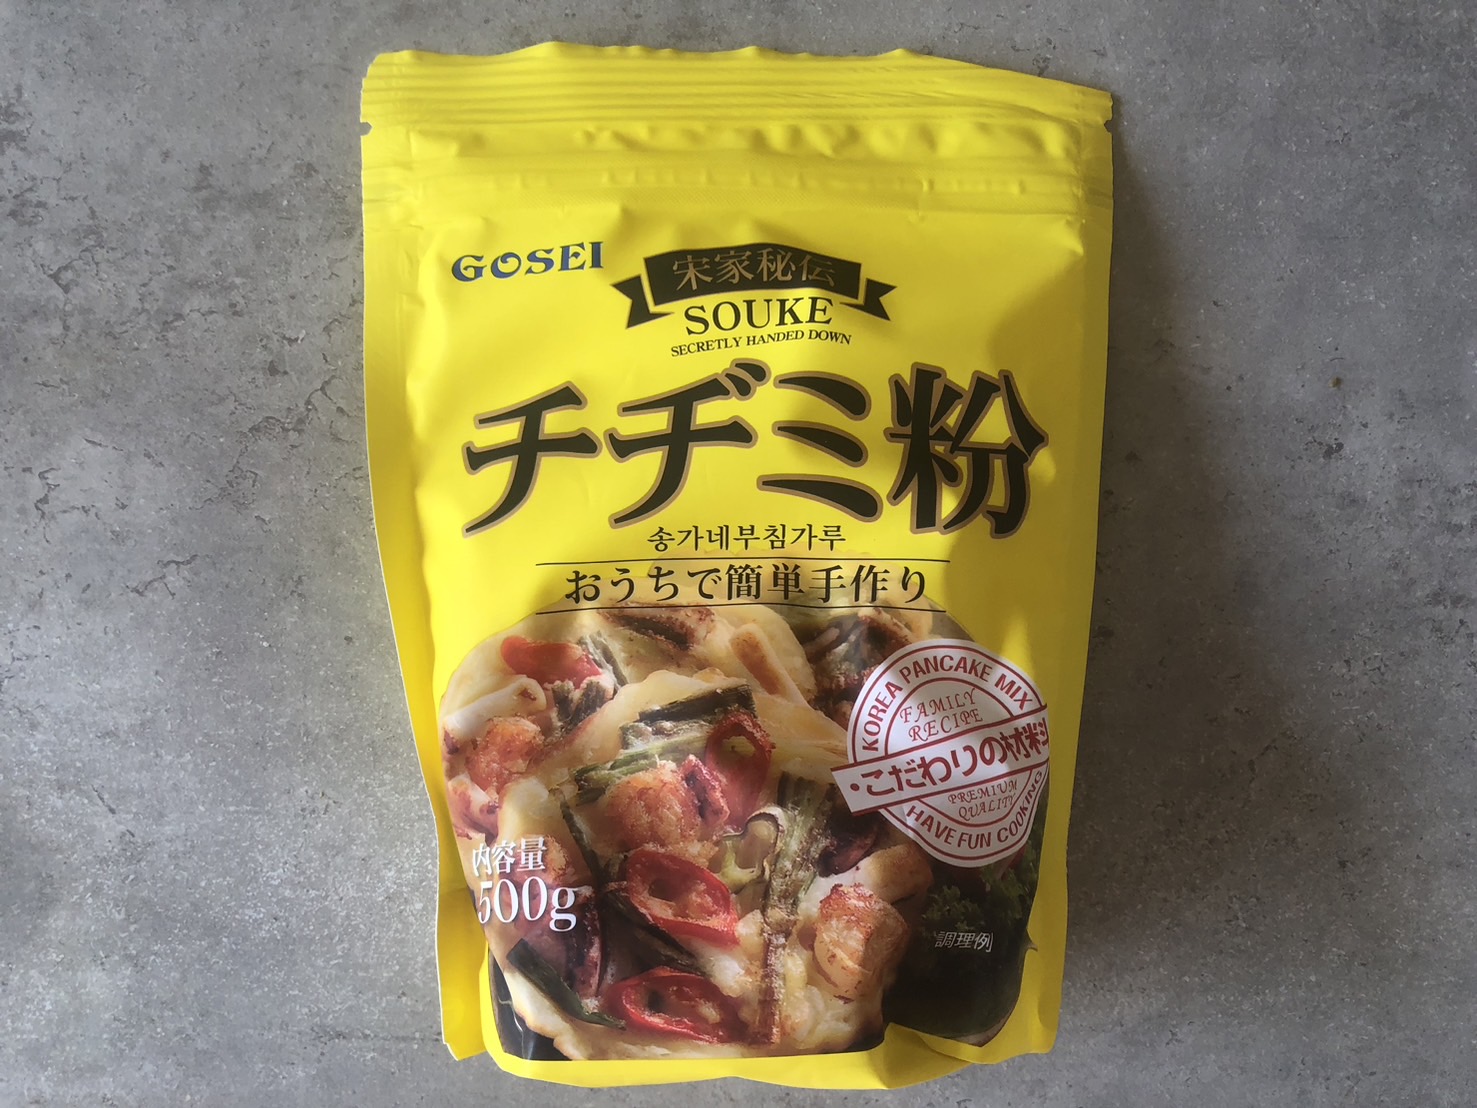 GOSEI
宋家秘伝
SOUKE
SECRETLY HANDED DOWN
チヂミ粉
송가네부침가루
おうちで簡単手作り
KOREA PANCAKE MIX
FAMILY
RECIPE
・こだわりの材料
PREMIUM
QUALITY
HAVE FUN COOKING
内容量
500g
調理例